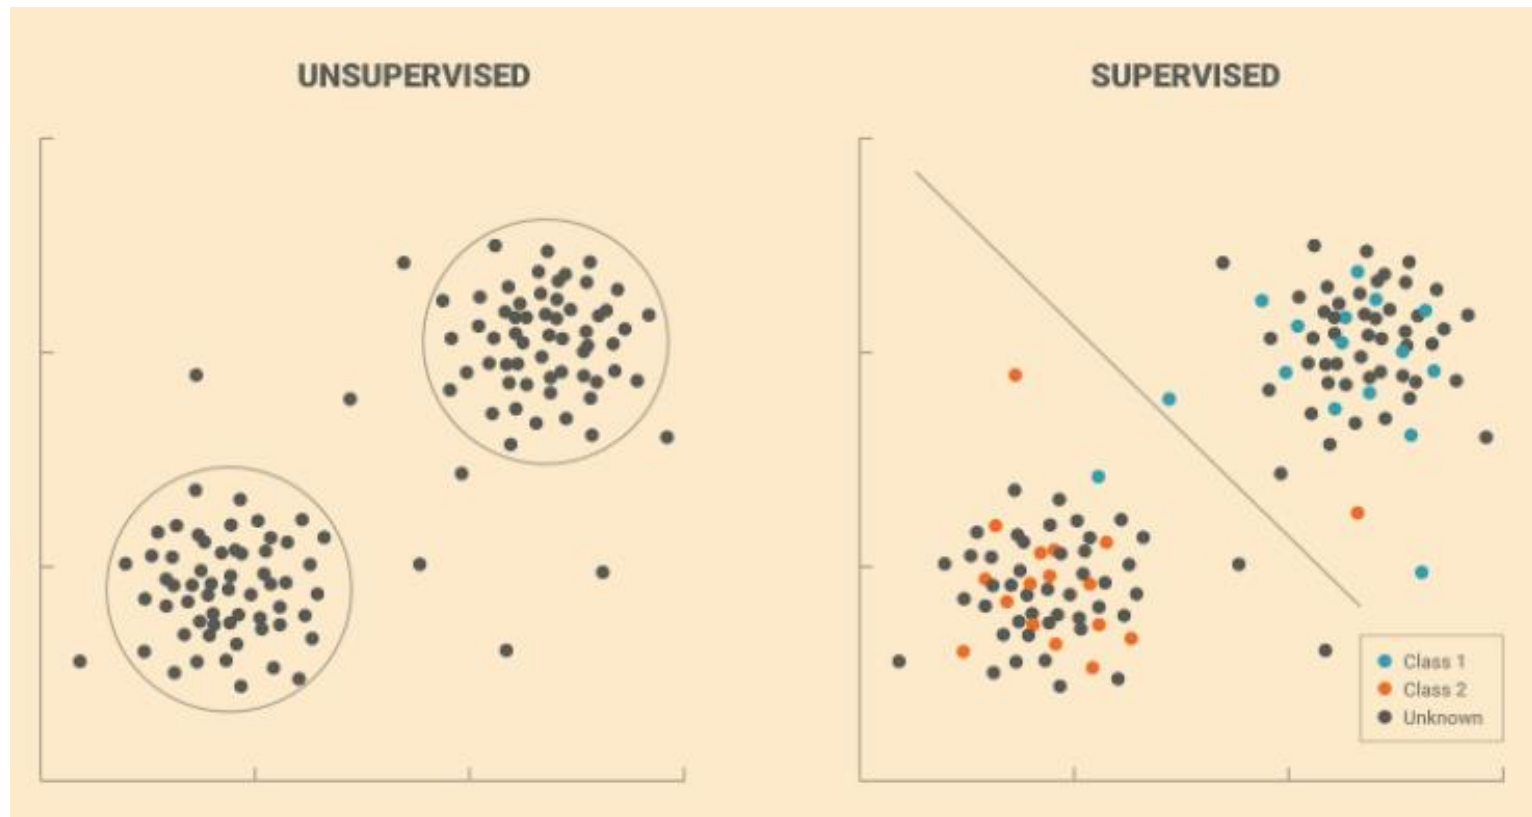 UNSUPERVISED
SUPERVISED
Class 1
Class 2
Unknown